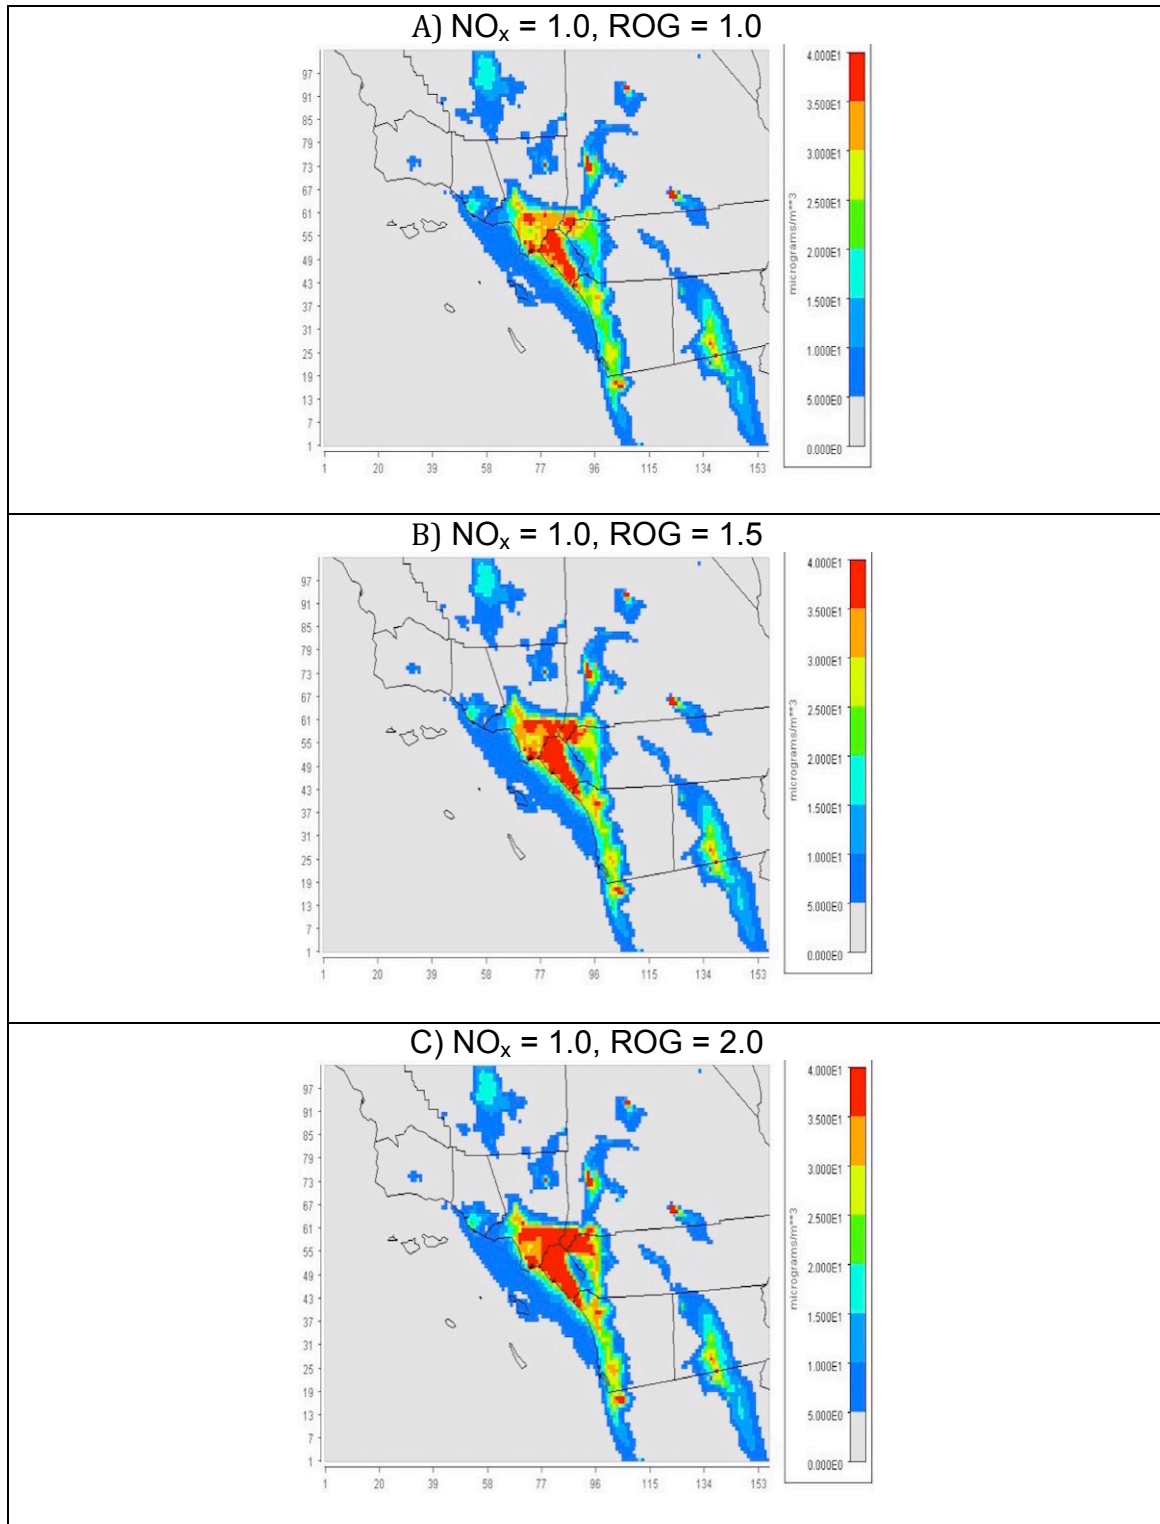 A) NOₓ = 1.0, ROG = 1.0
4.000E1
97
91
3.500E1
85
79
3.000E1
73
67
2.500E1
61
55
2.000E1
49
43
1.500E1
37
31
1.000E1
25
19
5.000E0
13
7
1
0.000E0
micrograms/m**3
1 20 39 58 77 96 115 134 153
B) NOₓ = 1.0, ROG = 1.5
4.000E1
97
91
3.500E1
85
79
3.000E1
73
67
2.500E1
61
55
2.000E1
49
43
1.500E1
37
31
1.000E1
25
19
5.000E0
13
7
1
0.000E0
micrograms/m**3
1 20 39 58 77 96 115 134 153
C) NOₓ = 1.0, ROG = 2.0
4.000E1
97
91
3.500E1
85
79
3.000E1
73
67
2.500E1
61
55
2.000E1
49
43
1.500E1
37
31
1.000E1
25
19
5.000E0
13
7
1
0.000E0
micrograms/m**3
1 20 39 58 77 96 115 134 153